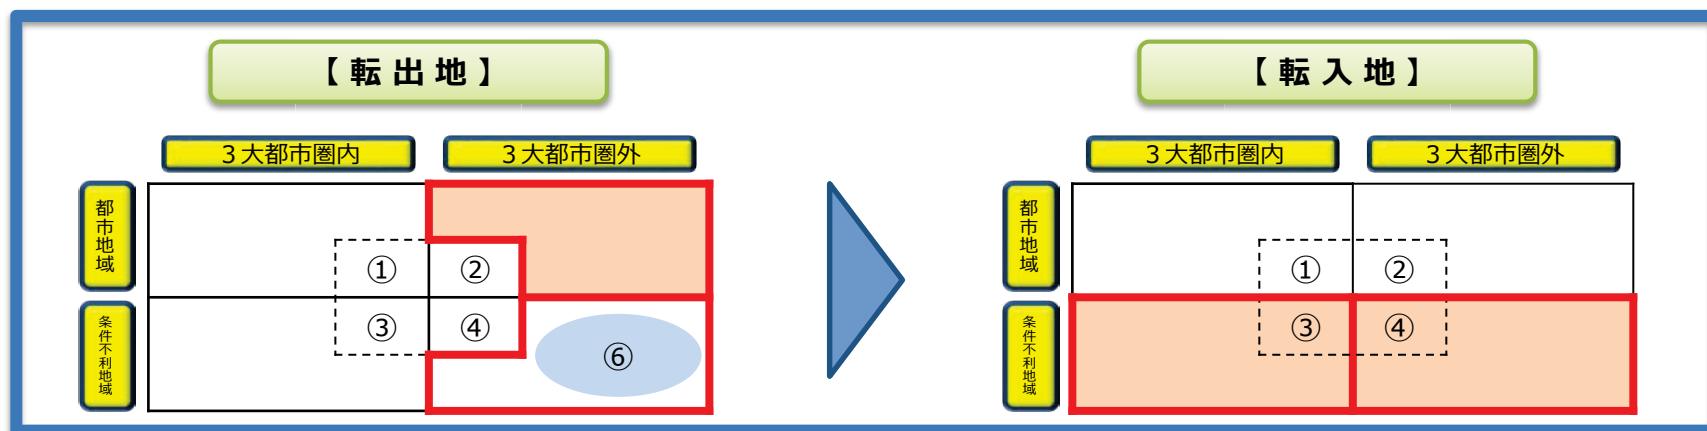 【転出地】
【転入地】
3大都市圏内
3大都市圏外
3大都市圏内
3大都市圏外
都市地域
①
②
都市地域
①
②
条件不利地域
③
④
⑥
条件不利地域
③
④